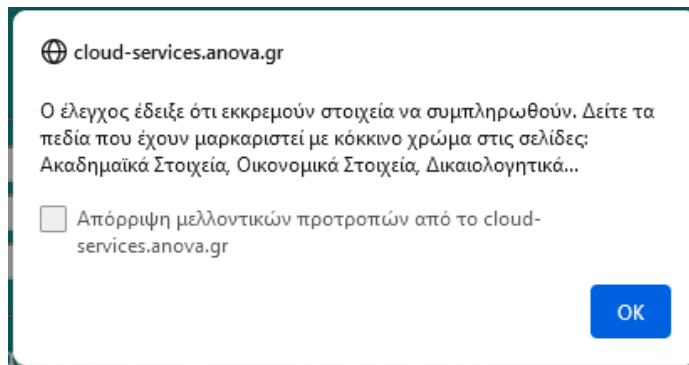 cloud-services.anova.gr
Ο έλεγχος έδειξε ότι εκκρεμούν στοιχεία να συμπληρωθούν. Δείτε τα
πεδία που έχουν μαρκαριστεί με κόκκινο χρώμα στις σελίδες:
Ακαδημαϊκά Στοιχεία, Οικονομικά Στοιχεία, Δικαιολογητικά...
Απόρριψη μελλοντικών προτροπών από το cloud-
services.anova.gr
OK